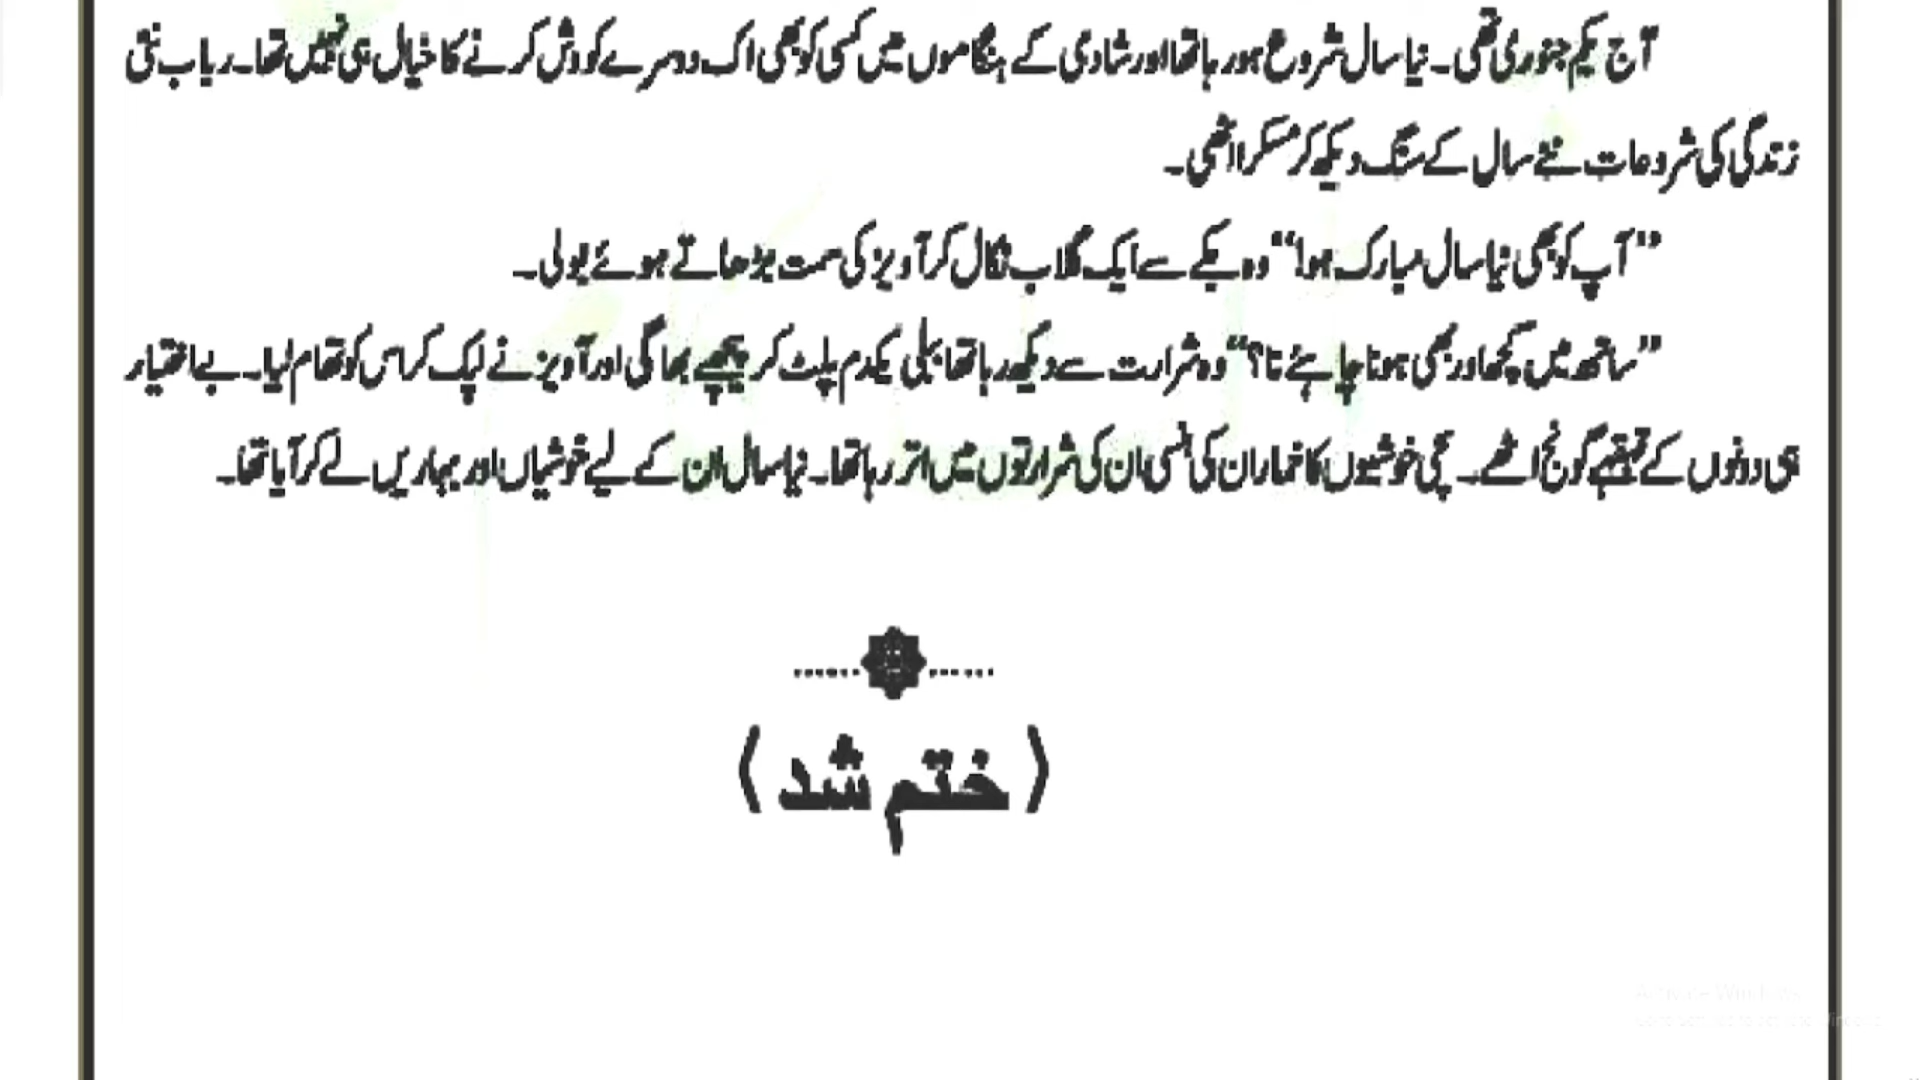 آج یکم جنوری تھی۔ نیا سال شروع ہو رہا تھا اور شادی کے ہنگاموں میں کسی کو بھی اک دوسرے کو وش کرنے کا خیال ہی نہیں تھا۔ رباب نئی
زندگی کی شروعات نئے سال کے سنگ دیکھ کر مسکرا اٹھی۔
”آپ کو بھی نیا سال مبارک ہو!“ وہ بکے سے ایک گلاب نکال کر آویز کی سمت بڑھاتے ہوئے بولی۔
”ساتھ میں کچھ اور بھی ہونا چاہئے نا؟“ وہ شرارت سے دیکھ رہا تھا یکدم پلٹ کر پیچھے بھاگی اور آویز نے لپک کر اس کو تھام لیا۔ بے اختیار
ہی دونوں کے قہقہے گونج اٹھے۔ سچی خوشیوں کا خمار ان کی ہنسی ان کی شرارتوں میں اتر رہا تھا۔ نیا سال ان کے لیے خوشیاں اور بہاریں لے کر آیا تھا۔
(ختم شد)